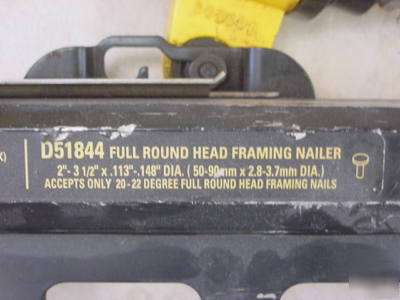 K)
D51844 FULL ROUND HEAD FRAMING NAILER
2"- 3 1/2" x .113"-.148" DIA. ( 50-90mm x 2.8-3.7mm DIA.)
ACCEPTS ONLY 20-22 DEGREE FULL ROUND HEAD FRAMING NAILS